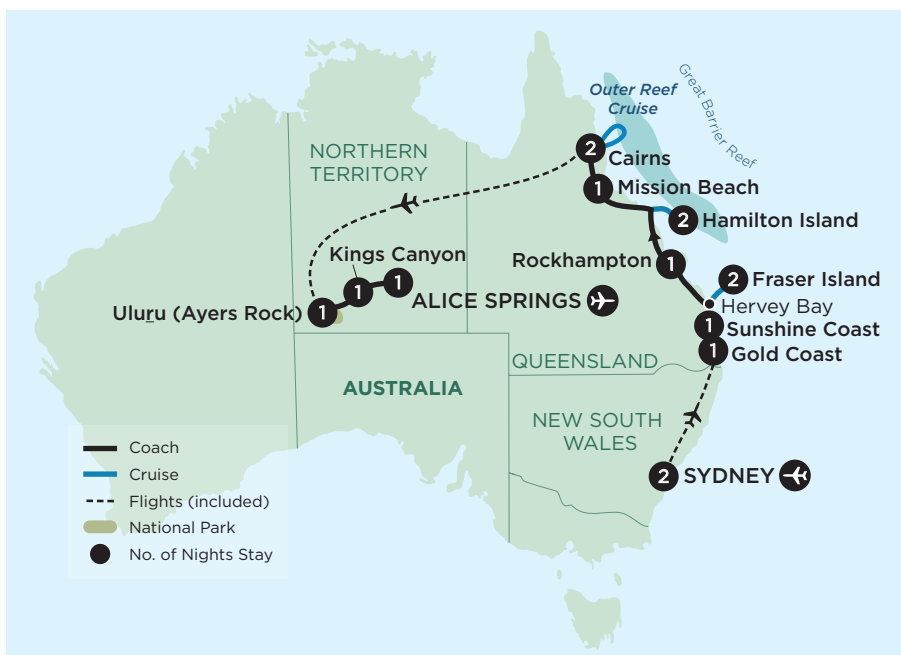 Outer Reef
Cruise
Great Barrier Reef
NORTHERN
TERRITORY
2
Cairns
1
Mission Beach
2
Hamilton Island
Kings Canyon
Rockhampton
1
2
Fraser Island
1
1
ALICE SPRINGS
Hervey Bay
Uluṟu (Ayers Rock)
1
1
Sunshine Coast
1
Gold Coast
QUEENSLAND
AUSTRALIA
NEW SOUTH
WALES
2
SYDNEY
Coach
Cruise
Flights (included)
National Park
No. of Nights Stay